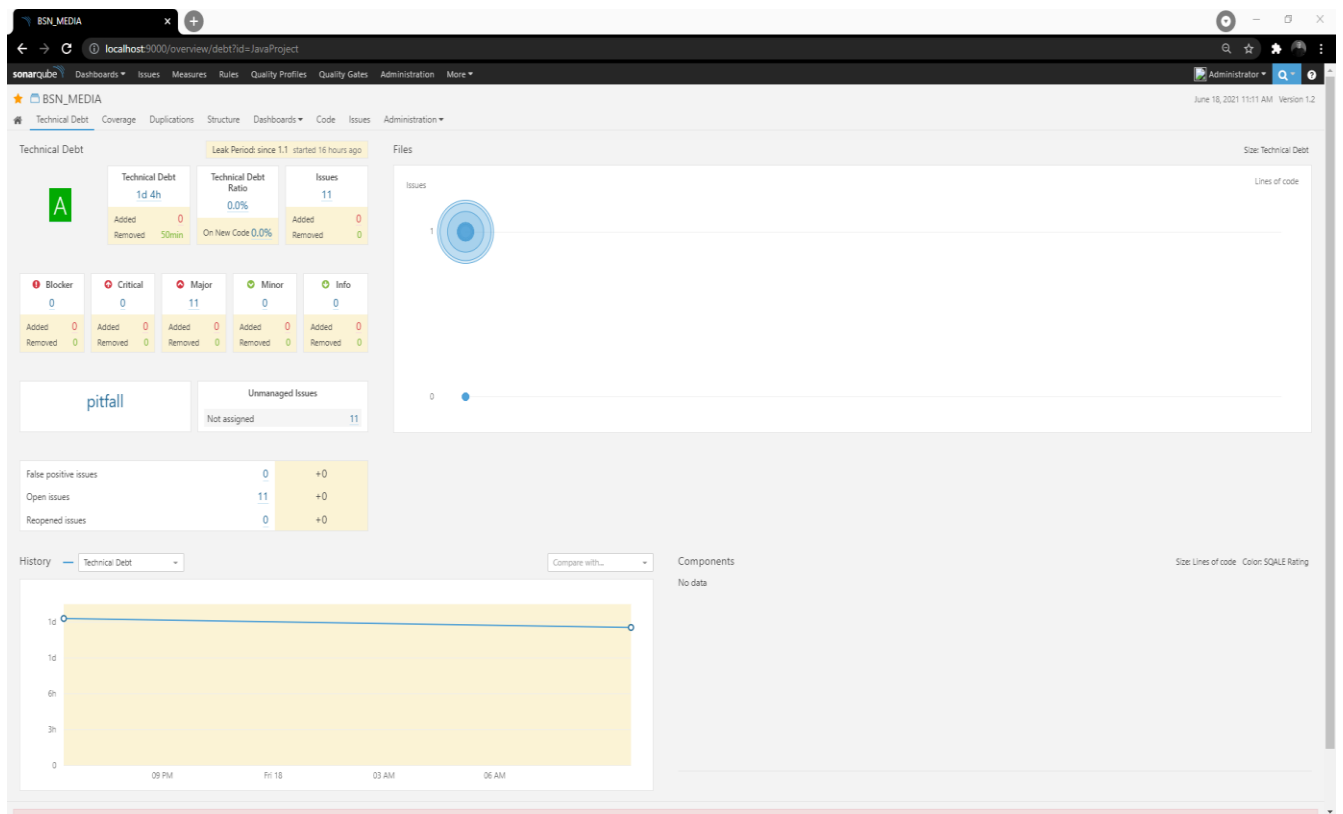 BSN_MEDIA
localhost:9000/overview/debt?id=JavaProject
sonarqube Dashboards Issues Measures Rules Quality Profiles Quality Gates Administration More Administrator
BSN_MEDIA
June 18, 2021 11:11 AM Version 1.2
Technical Debt Coverage Duplications Structure Dashboards Code Issues Administration
Technical Debt
Leak Period: since 1.1 started 16 hours ago
A
Technical Debt
1d 4h
Added 0
Removed 50min
Technical Debt
Ratio
0.0%
On New Code 0.0%
Issues
11
Added 0
Removed 0
Blocker
0
Added 0
Removed 0
Critical
0
Added 0
Removed 0
Major
11
Added 0
Removed 0
Minor
0
Added 0
Removed 0
Info
0
Added 0
Removed 0
pitfall
Unmanaged Issues
Not assigned 11
False positive issues 0 +0
Open issues 11 +0
Reopened issues 0 +0
Files
Size: Technical Debt
Issues
Lines of code
1
0
History Technical Debt Compare with...
1d
1d
6h
3h
0
09 PM Fri 18 03 AM 06 AM
Components
Size: Lines of code Color: SQALE Rating
No data